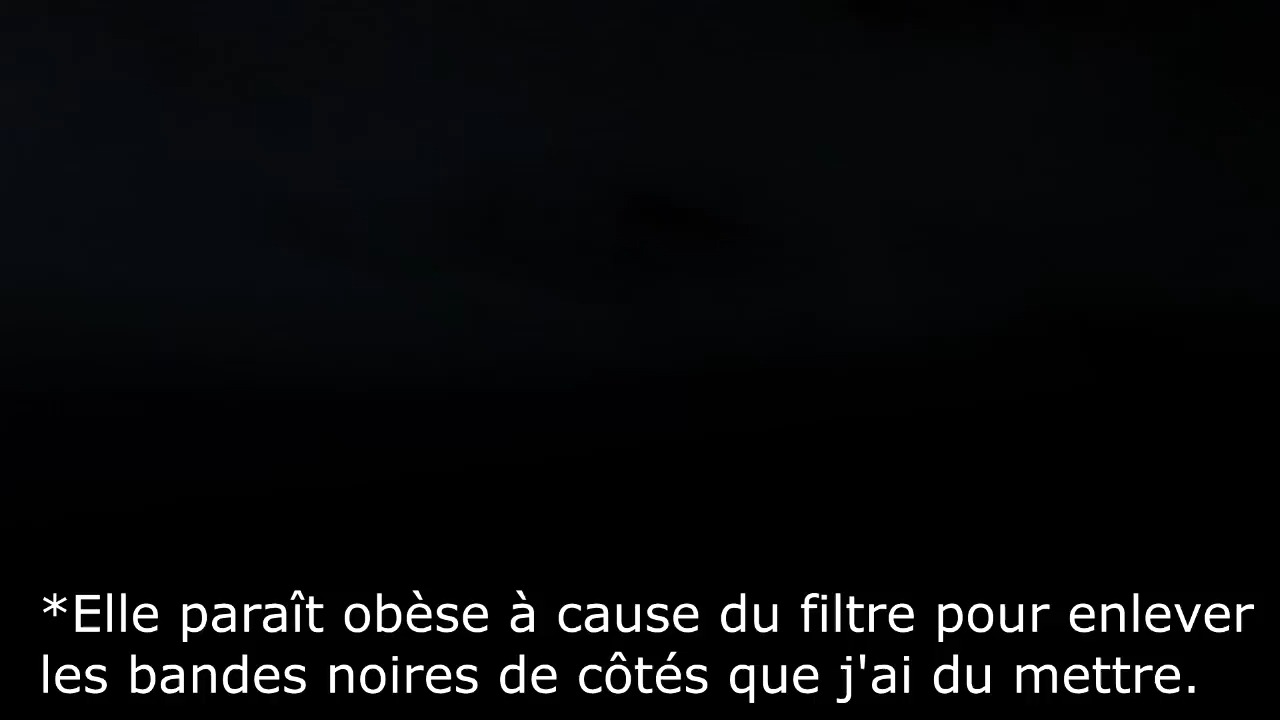 *Elle paraît obèse à cause du filtre pour enlever
les bandes noires de côtés que j'ai du mettre.